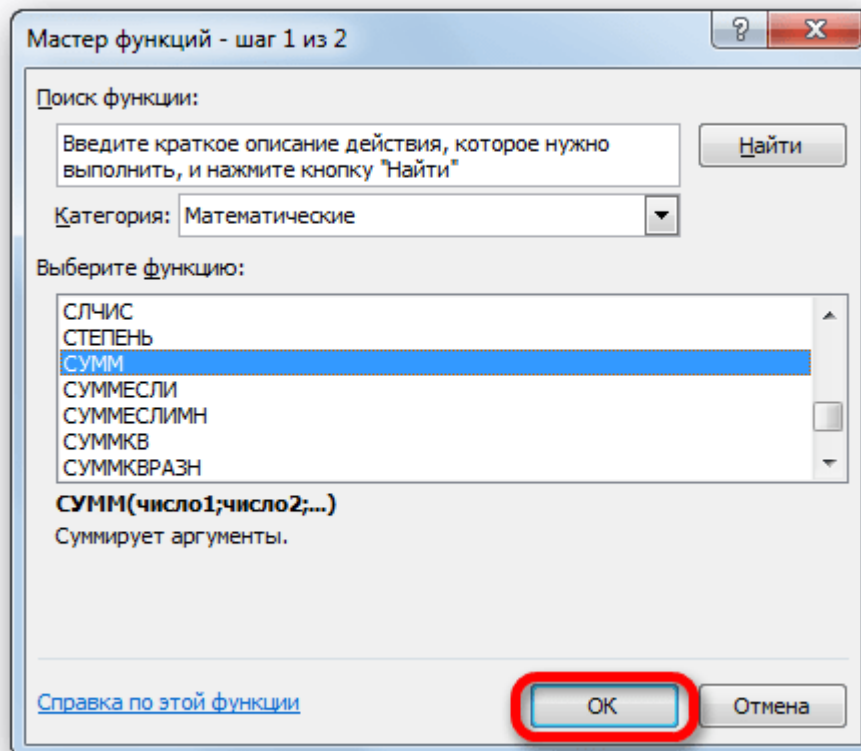 Мастер функций - шаг 1 из 2
Поиск функции:
Введите краткое описание действия, которое нужно
выполнить, и нажмите кнопку "Найти"
Найти
Категория: Математические
Выберите функцию:
СЛЧИС
СТЕПЕНЬ
СУММ
СУММЕСЛИ
СУММЕСЛИМН
СУММКВ
СУММКВРАЗН
СУММ(число1;число2;...)
Суммирует аргументы.
Справка по этой функции
ОК
Отмена